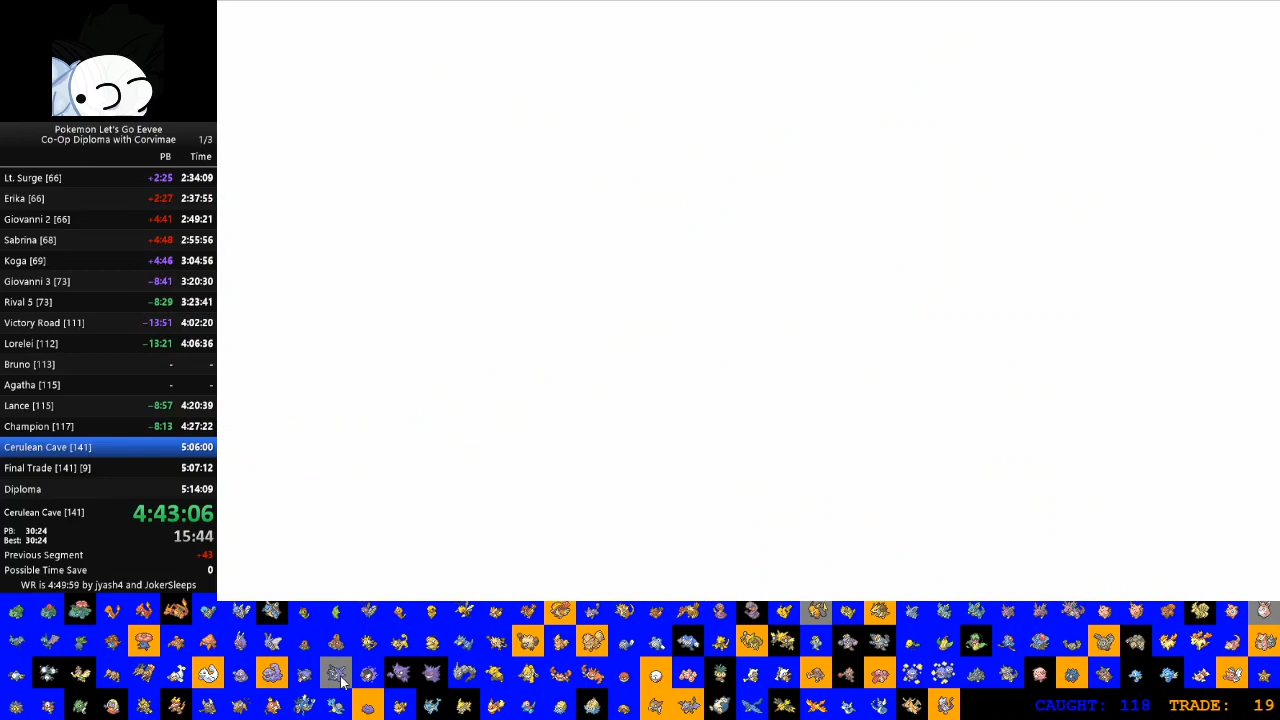 Pokemon Let's Go Eevee
Co-Op Diploma with Corvimae 1/3
PB Time
Lt. Surge [66] +2:25 2:34:09
Erika [66] +2:27 2:37:55
Giovanni 2 [66] +4:41 2:49:21
Sabrina [68] +4:48 2:55:56
Koga [69] +4:46 3:04:56
Giovanni 3 [73] −8:41 3:20:30
Rival 5 [73] −8:29 3:23:41
Victory Road [111] −13:51 4:02:20
Lorelei [112] −13:21 4:06:36
Bruno [113] - -
Agatha [115] - -
Lance [115] −8:57 4:20:39
Champion [117] −8:13 4:27:22
Cerulean Cave [141] 5:06:00
Final Trade [141] [9] 5:07:12
Diploma 5:14:09
Cerulean Cave [141] 4:43:06
PB: 30:24
Best: 30:24 15:44
Previous Segment +43
Possible Time Save 0
WR is 4:49:59 by jyash4 and JokerSleeps
CAUGHT: 118 TRADE: 19